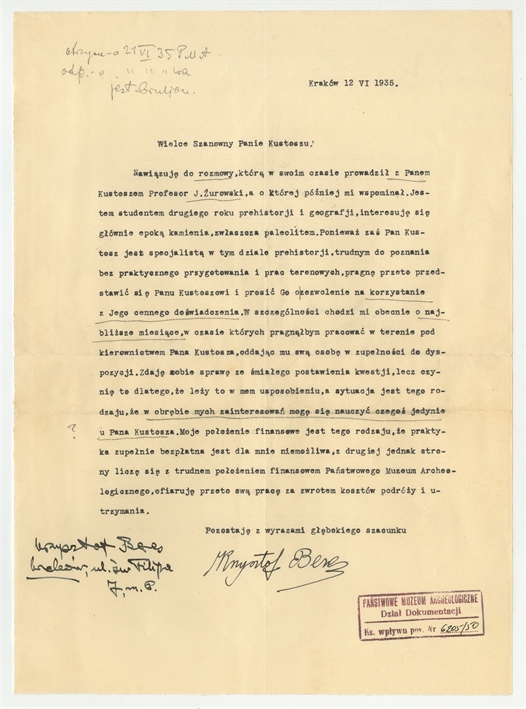 otrzym-o 21 VI 35 P.M.A
odp.-o " " " "
jest brulion.
Kraków 12 VI 1935.
Wielce Szanowny Panie Kustoszu!
Nawiązuję do rozmowy,którą w swoim czasie prowadził z Panem
Kustoszem Profesor J.Żurowski,a o której później mi wspominał.Jes-
tem studentem drugiego roku prehistorji i geografji,interesuję się
głównie epoką kamienia,zwłaszcza paleolitem.Ponieważ zaś Pan Kus-
tosz jest specjalistą w tym dziale prehistorji,trudnym do poznania
bez praktycznego przygotowania i prac terenowych,pragnę przeto przed-
stawić się Panu Kustoszowi i prosić Go o zezwolenie na korzystanie
z Jego cennego doświadczenia.W szczególności chodzi mi obecnie o naj-
bliższe miesiące,w czasie których pragnąłbym pracować w terenie pod
kierownictwem Pana Kustosza,oddając mu swą osobę w zupełności do dys-
pozycji.Zdaję sobie sprawę ze śmiałego postawienia kwestji,lecz czy-
nię to dlatego,że leży to w mem usposobieniu,a sytuacja jest tego ro-
dzaju,że w obrębie mych zainteresowań mogę się nauczyć czegoś jedynie
? u Pana Kustosza.Moje położenie finansowe jest tego rodzaju,że prakty-
ka zupełnie bezpłatna jest dla mnie niemożliwa,z drugiej jednak stro-
ny liczę się z trudnem położeniem finansowem Państwowego Muzeum Archeo-
logicznego,ofiaruję przeto swą pracę za zwrotem kosztów podróży i u-
trzymania.
Pozostaję z wyrazami głębokiego szacunku
Krzysztof Beres
Krzysztof Beres
Kraków, ul. św. Filipa
7, m. 8.
PAŃSTWOWE MUZEUM ARCHEOLOGICZNE
Dział Dokumentacji
Ks. wpływu poz. Nr 6205/50